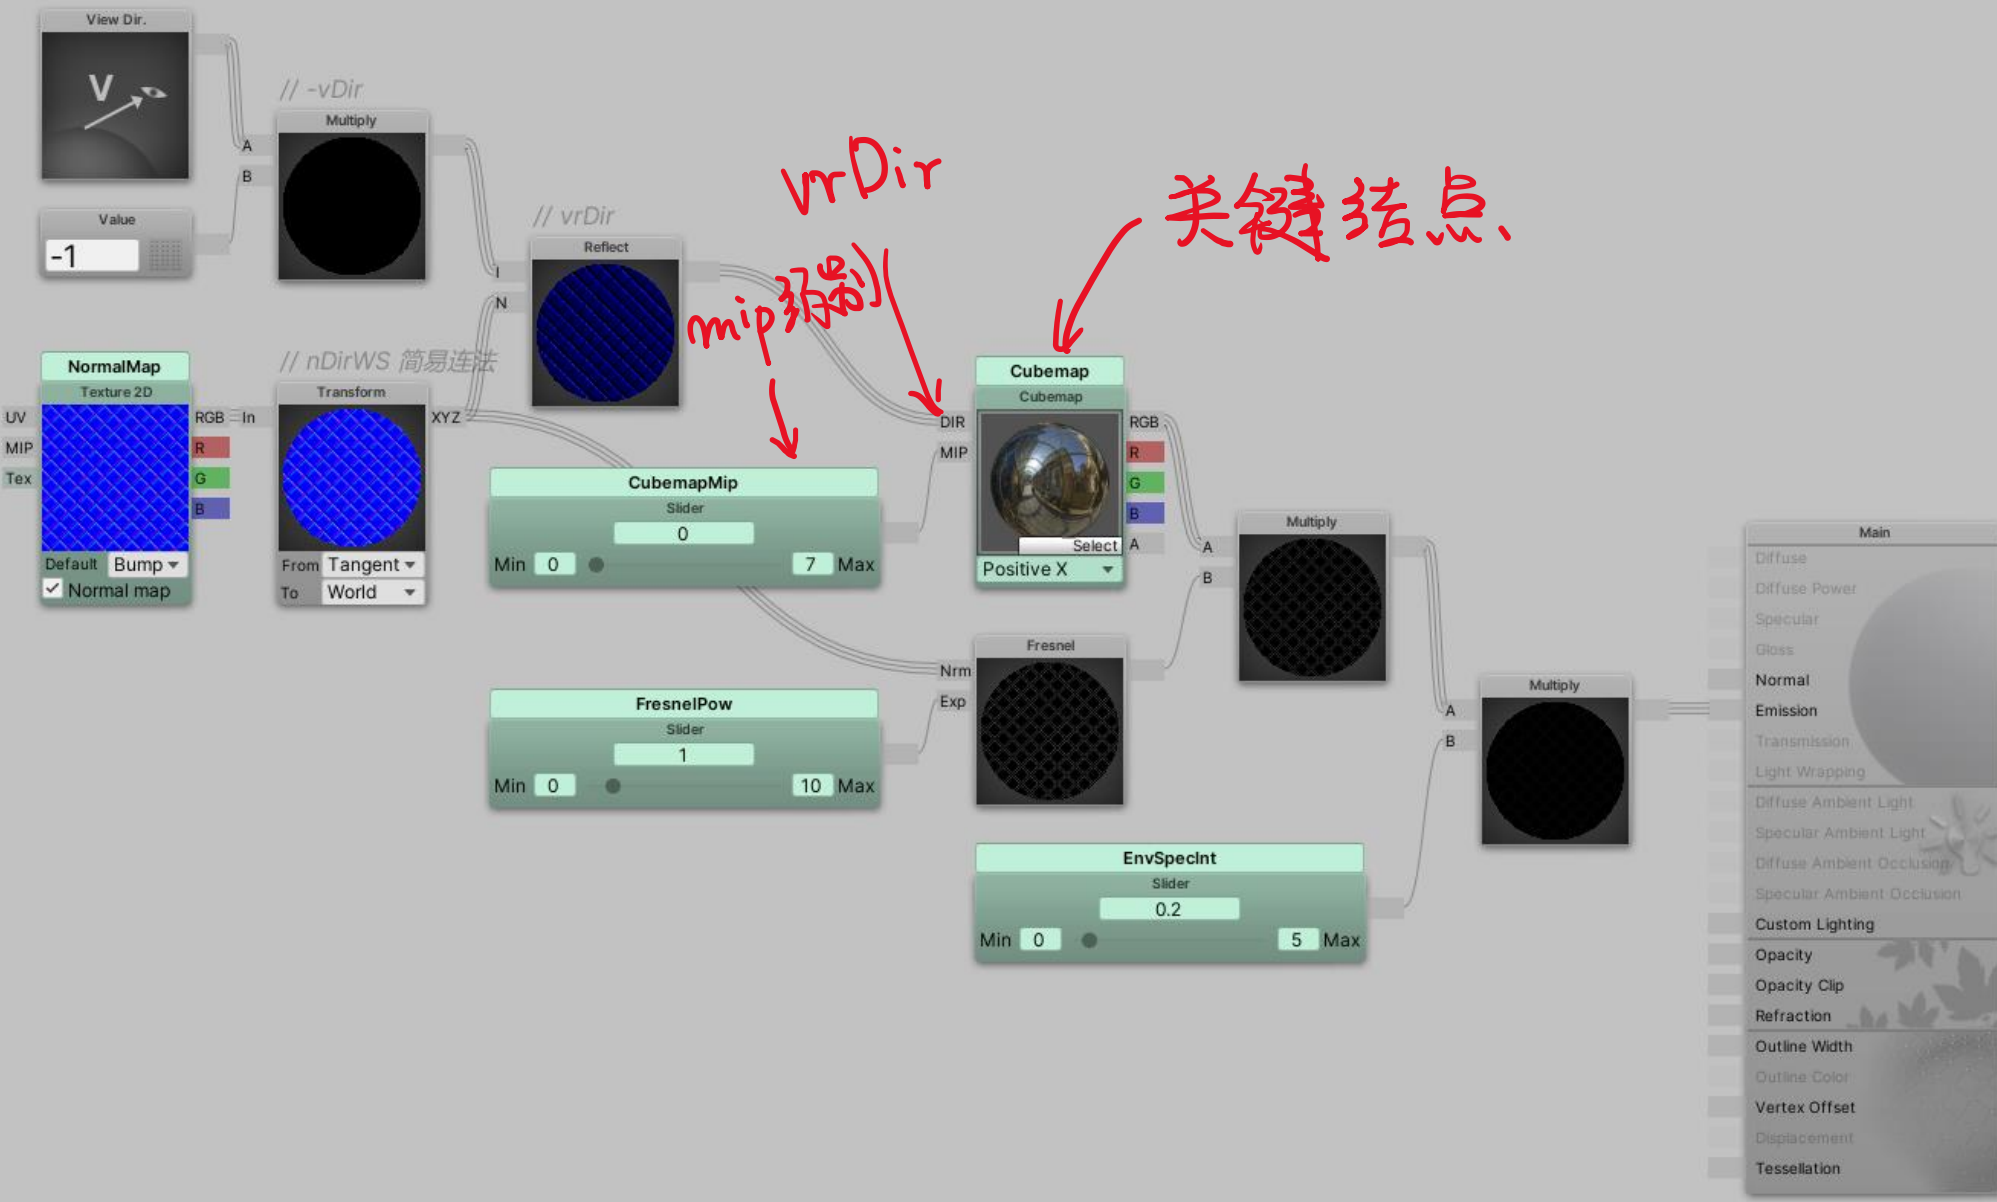 View Dir.
V
// -vDir
Multiply
A
B
Value
-1
// vrDir
Reflect
I
N
vrDir
关键结点、
mip级别
NormalMap
Texture 2D
UV
MIP
Tex
RGB
R
G
B
Default Bump
Normal map
// nDirWS 简易连法
Transform
In
XYZ
From Tangent
To World
CubemapMip
Slider
0
Min 0 7 Max
Cubemap
Cubemap
DIR
MIP
RGB
R
G
B
A
Select
Positive X
Multiply
A
B
FresnelPow
Slider
1
Min 0 10 Max
Fresnel
Nrm
Exp
EnvSpecInt
Slider
0.2
Min 0 5 Max
Multiply
A
B
Main
Diffuse
Diffuse Power
Specular
Gloss
Normal
Emission
Transmission
Light Wrapping
Diffuse Ambient Light
Specular Ambient Light
Diffuse Ambient Occlusion
Specular Ambient Occlusion
Custom Lighting
Opacity
Opacity Clip
Refraction
Outline Width
Outline Color
Vertex Offset
Displacement
Tessellation